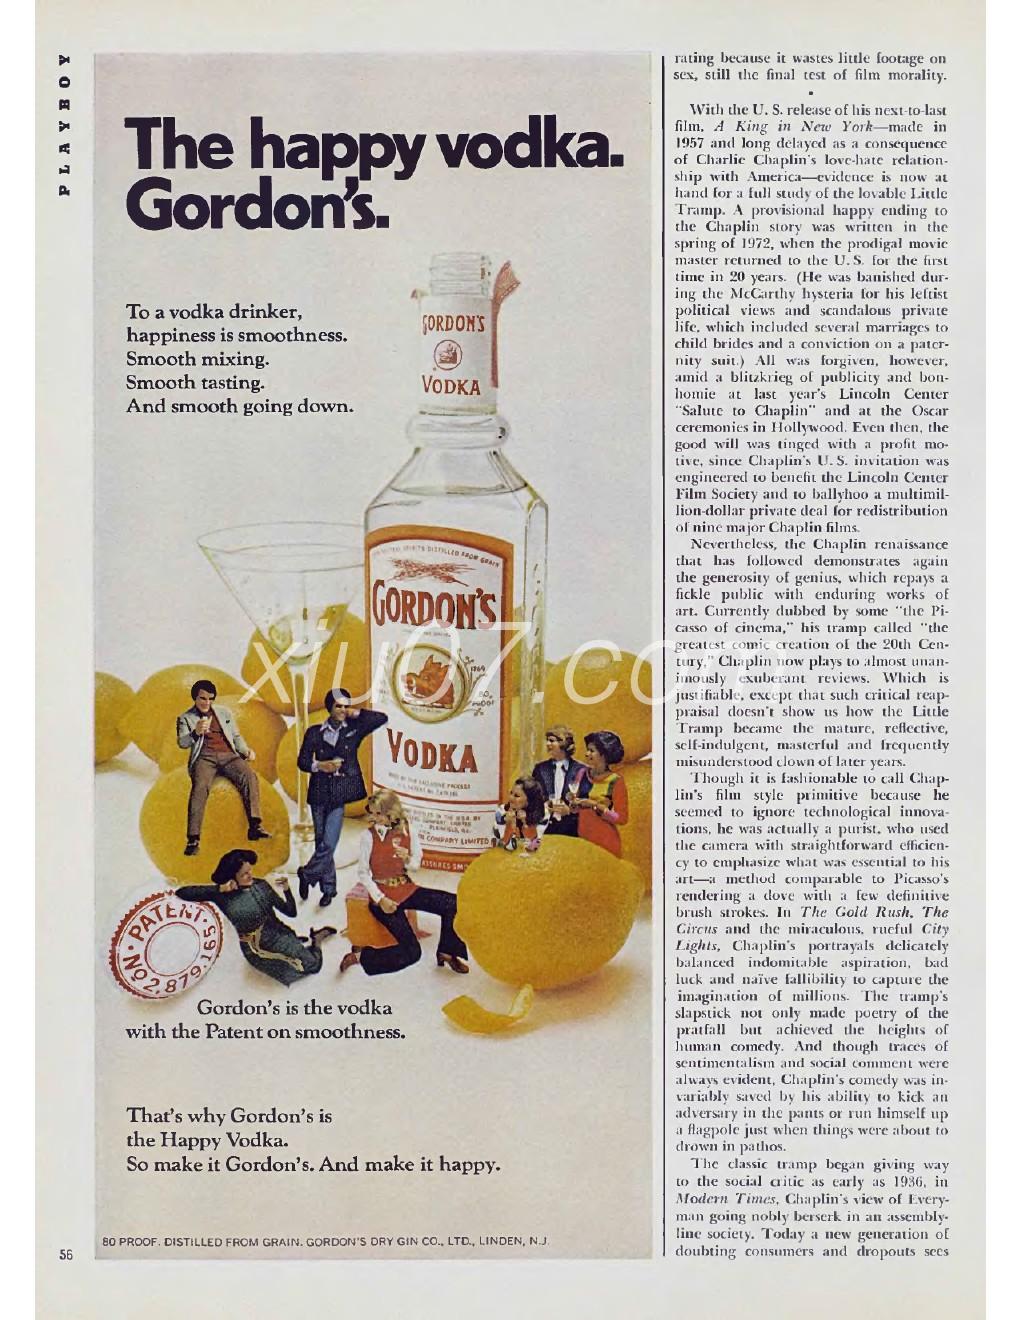 PLAYBOY
The happy vodka.
Gordon's.
To a vodka drinker,
happiness is smoothness.
Smooth mixing.
Smooth tasting.
And smooth going down.
GORDON'S
VODKA
SPIRITS DISTILLED FROM GRAIN
GORDON'S
1769
80
PROOF
VODKA
COMPANY LIMITED
PATENT
No 2,879,165
Gordon's is the vodka
with the Patent on smoothness.
That's why Gordon's is
the Happy Vodka.
So make it Gordon's. And make it happy.
80 PROOF. DISTILLED FROM GRAIN. GORDON'S DRY GIN CO., LTD., LINDEN, N.J.
56
xiu07.com
rating because it wastes little footage on
sex, still the final test of film morality.
•
With the U. S. release of his next-to-last
film, A King in New York—made in
1957 and long delayed as a consequence
of Charlie Chaplin's love-hate relation-
ship with America—evidence is now at
hand for a full study of the lovable Little
Tramp. A provisional happy ending to
the Chaplin story was written in the
spring of 1972, when the prodigal movie
master returned to the U. S. for the first
time in 20 years. (He was banished dur-
ing the McCarthy hysteria for his leftist
political views and scandalous private
life, which included several marriages to
child brides and a conviction on a pater-
nity suit.) All was forgiven, however,
amid a blitzkrieg of publicity and bon-
homie at last year's Lincoln Center
"Salute to Chaplin" and at the Oscar
ceremonies in Hollywood. Even then, the
good will was tinged with a profit mo-
tive, since Chaplin's U. S. invitation was
engineered to benefit the Lincoln Center
Film Society and to ballyhoo a multimil-
lion-dollar private deal for redistribution
of nine major Chaplin films.
Nevertheless, the Chaplin renaissance
that has followed demonstrates again
the generosity of genius, which repays a
fickle public with enduring works of
art. Currently dubbed by some "the Pi-
casso of cinema," his tramp called "the
greatest comic creation of the 20th Cen-
tury," Chaplin now plays to almost unan-
imously exuberant reviews. Which is
justifiable, except that such critical reap-
praisal doesn't show us how the Little
Tramp became the mature, reflective,
self-indulgent, masterful and frequently
misunderstood clown of later years.
Though it is fashionable to call Chap-
lin's film style primitive because he
seemed to ignore technological innova-
tions, he was actually a purist, who used
the camera with straightforward efficien-
cy to emphasize what was essential to his
art—a method comparable to Picasso's
rendering a dove with a few definitive
brush strokes. In The Gold Rush, The
Circus and the miraculous, rueful City
Lights, Chaplin's portrayals delicately
balanced indomitable aspiration, bad
luck and naïve fallibility to capture the
imagination of millions. The tramp's
slapstick not only made poetry of the
pratfall but achieved the heights of
human comedy. And though traces of
sentimentalism and social comment were
always evident, Chaplin's comedy was in-
variably saved by his ability to kick an
adversary in the pants or run himself up
a flagpole just when things were about to
drown in pathos.
The classic tramp began giving way
to the social critic as early as 1936, in
Modern Times, Chaplin's view of Every-
man going nobly berserk in an assembly-
line society. Today a new generation of
doubting consumers and dropouts sees